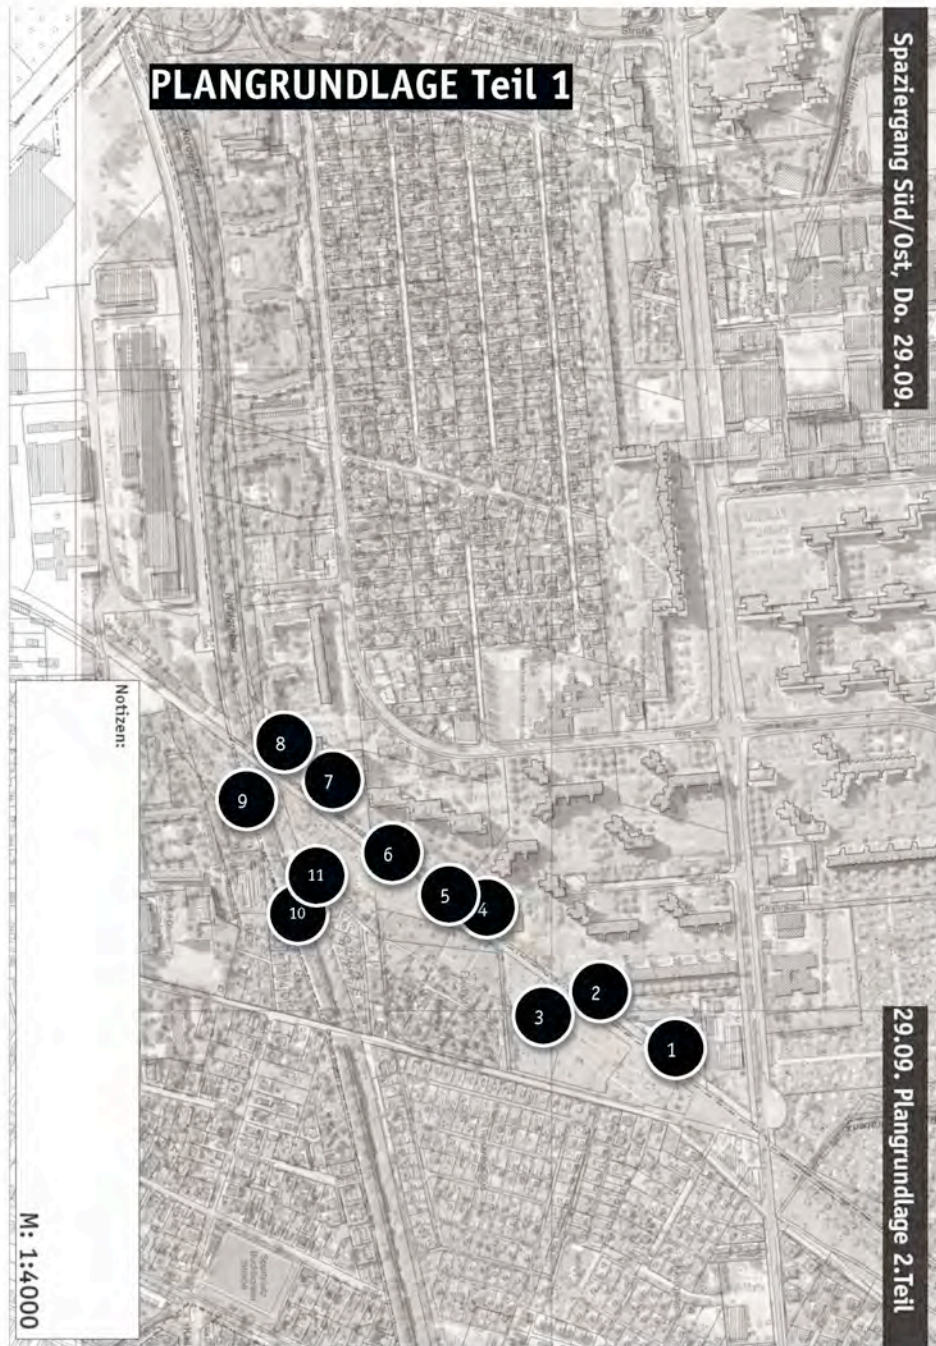 PLANGRUNDLAGE Teil 1
Spaziergang Süd/Ost, Do. 29.09.
29.09. Plangrundlage 2.Teil
8
7
9
6
11
5
4
10
2
3
1
Notizen:
M: 1:4000